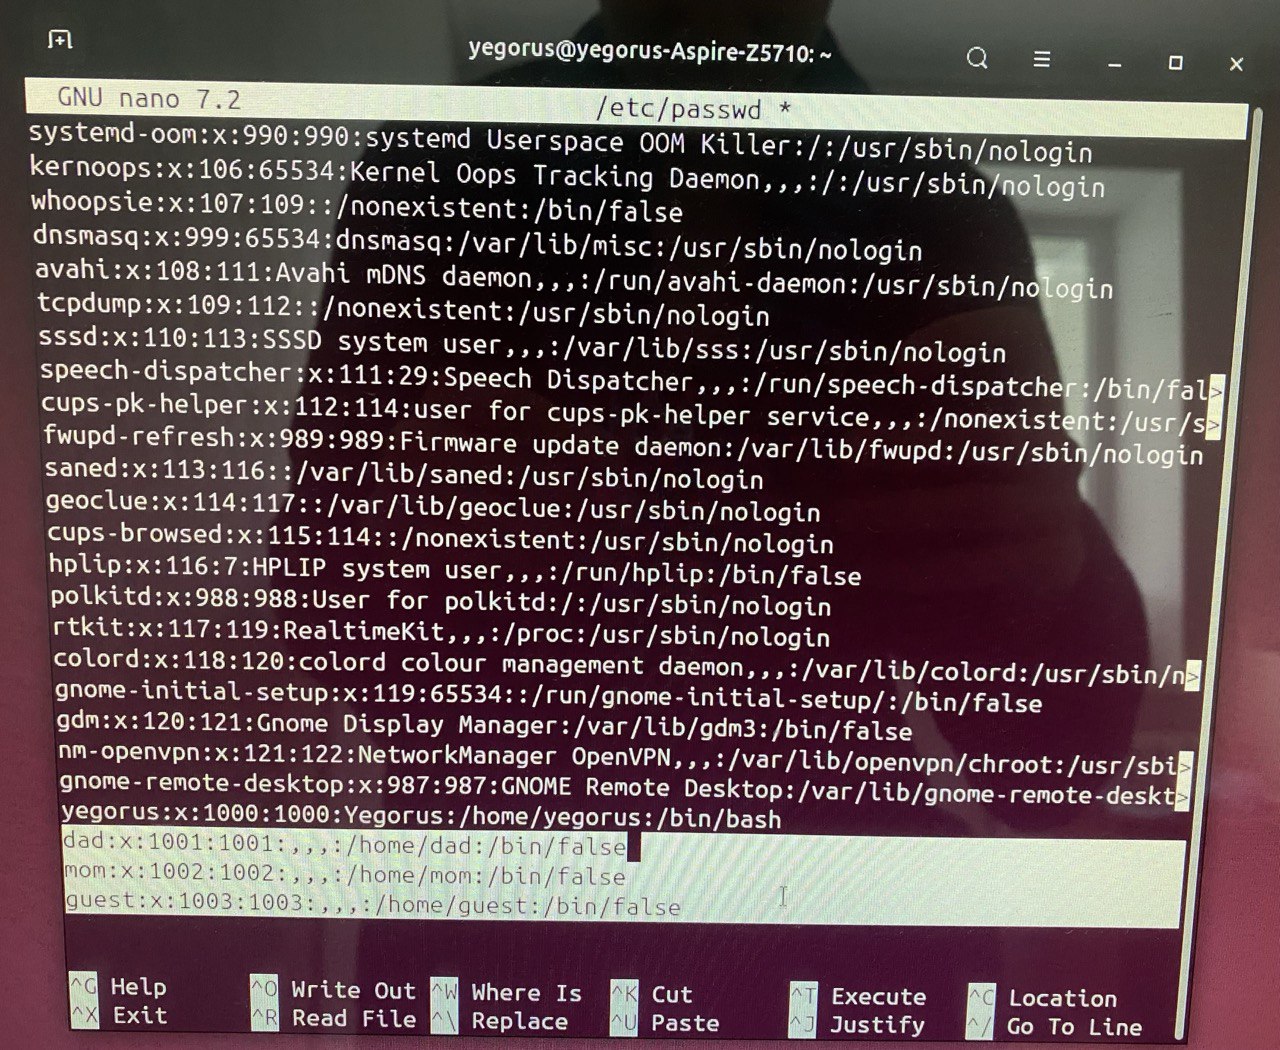 yegorus@yegorus-Aspire-Z5710: ~
GNU nano 7.2 /etc/passwd *
systemd-oom:x:990:990:systemd Userspace OOM Killer:/:/usr/sbin/nologin
kernoops:x:106:65534:Kernel Oops Tracking Daemon,,,:/:/usr/sbin/nologin
whoopsie:x:107:109::/nonexistent:/bin/false
dnsmasq:x:999:65534:dnsmasq:/var/lib/misc:/usr/sbin/nologin
avahi:x:108:111:Avahi mDNS daemon,,,:/run/avahi-daemon:/usr/sbin/nologin
tcpdump:x:109:112::/nonexistent:/usr/sbin/nologin
sssd:x:110:113:SSSD system user,,,:/var/lib/sss:/usr/sbin/nologin
speech-dispatcher:x:111:29:Speech Dispatcher,,,:/run/speech-dispatcher:/bin/fal>
cups-pk-helper:x:112:114:user for cups-pk-helper service,,,:/nonexistent:/usr/s>
fwupd-refresh:x:989:989:Firmware update daemon:/var/lib/fwupd:/usr/sbin/nologin
saned:x:113:116::/var/lib/saned:/usr/sbin/nologin
geoclue:x:114:117::/var/lib/geoclue:/usr/sbin/nologin
cups-browsed:x:115:114::/nonexistent:/usr/sbin/nologin
hplip:x:116:7:HPLIP system user,,,:/run/hplip:/bin/false
polkitd:x:988:988:User for polkitd:/:/usr/sbin/nologin
rtkit:x:117:119:RealtimeKit,,,:/proc:/usr/sbin/nologin
colord:x:118:120:colord colour management daemon,,,:/var/lib/colord:/usr/sbin/n>
gnome-initial-setup:x:119:65534::/run/gnome-initial-setup/:/bin/false
gdm:x:120:121:Gnome Display Manager:/var/lib/gdm3:/bin/false
nm-openvpn:x:121:122:NetworkManager OpenVPN,,,:/var/lib/openvpn/chroot:/usr/sbi>
gnome-remote-desktop:x:987:987:GNOME Remote Desktop:/var/lib/gnome-remote-deskt>
yegorus:x:1000:1000:Yegorus:/home/yegorus:/bin/bash
dad:x:1001:1001:,,,:/home/dad:/bin/false
mom:x:1002:1002:,,,:/home/mom:/bin/false
guest:x:1003:1003:,,,:/home/guest:/bin/false
^G Help ^O Write Out ^W Where Is ^K Cut ^T Execute ^C Location
^X Exit ^R Read File ^\ Replace ^U Paste ^J Justify ^/ Go To Line